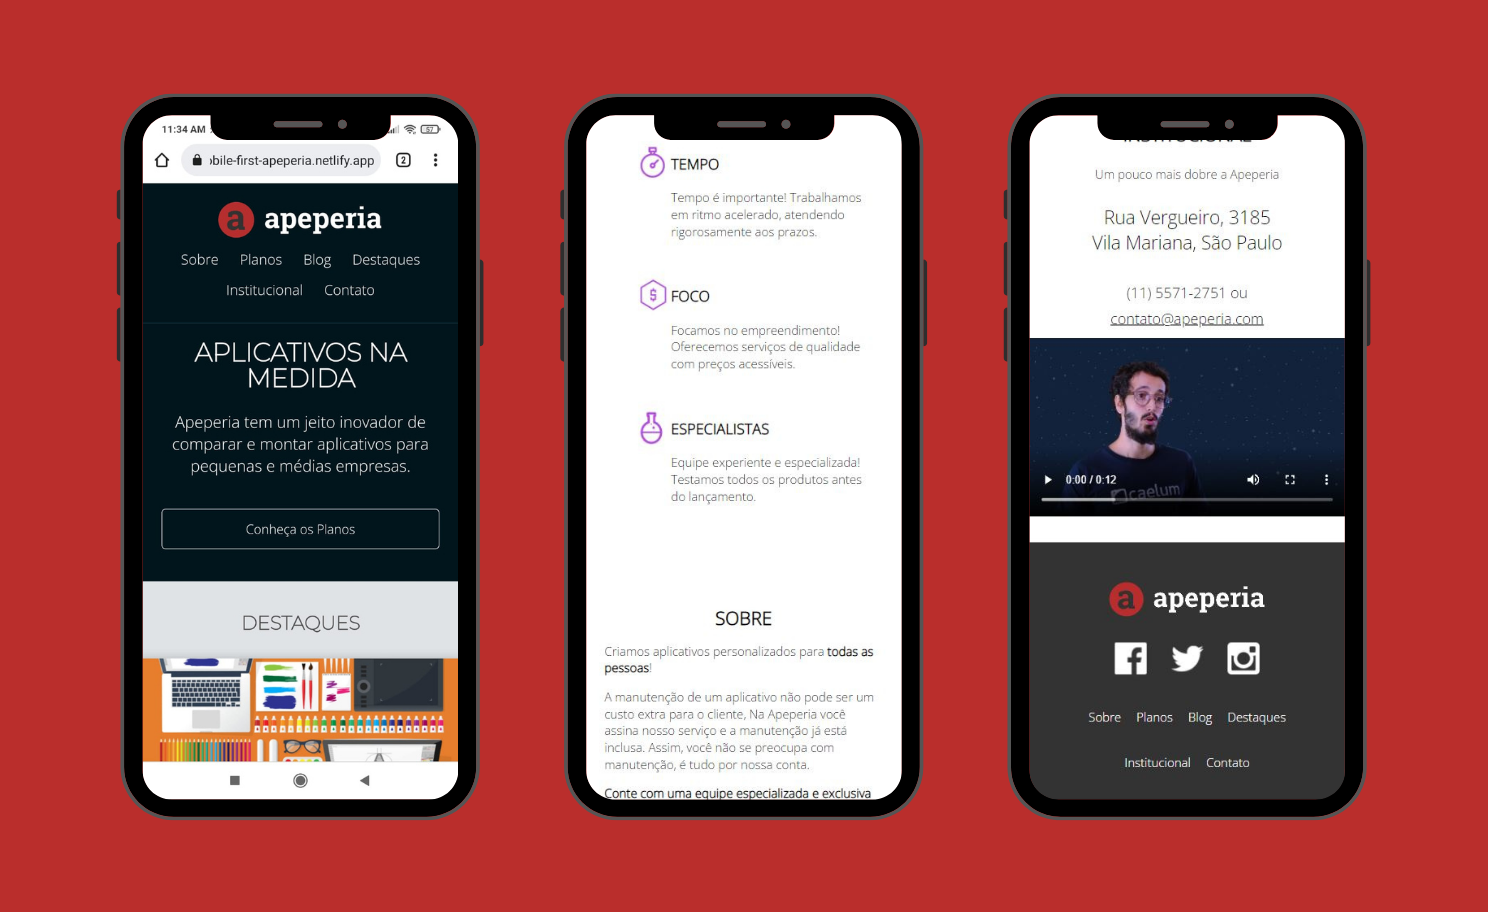 11:34 AM
57
bile-first-apeperia.netlify.app
2
a apeperia
Sobre Planos Blog Destaques
Institucional Contato
APLICATIVOS NA
MEDIDA
Apeperia tem um jeito inovador de
comparar e montar aplicativos para
pequenas e médias empresas.
Conheça os Planos
DESTAQUES
TEMPO
Tempo é importante! Trabalhamos
em ritmo acelerado, atendendo
rigorosamente aos prazos.
$ FOCO
Focamos no empreendimento!
Oferecemos serviços de qualidade
com preços acessíveis.
ESPECIALISTAS
Equipe experiente e especializada!
Testamos todos os produtos antes
do lançamento.
SOBRE
Criamos aplicativos personalizados para todas as
pessoas!
A manutenção de um aplicativo não pode ser um
custo extra para o cliente, Na Apeperia você
assina nosso serviço e a manutenção já está
inclusa. Assim, você não se preocupa com
manutenção, é tudo por nossa conta.
Conte com uma equipe especializada e exclusiva
INSTITUCIONAL
Um pouco mais dobre a Apeperia
Rua Vergueiro, 3185
Vila Mariana, São Paulo
(11) 5571-2751 ou
contato@apeperia.com
0:00 / 0:12
caelum
a apeperia
Sobre Planos Blog Destaques
Institucional Contato